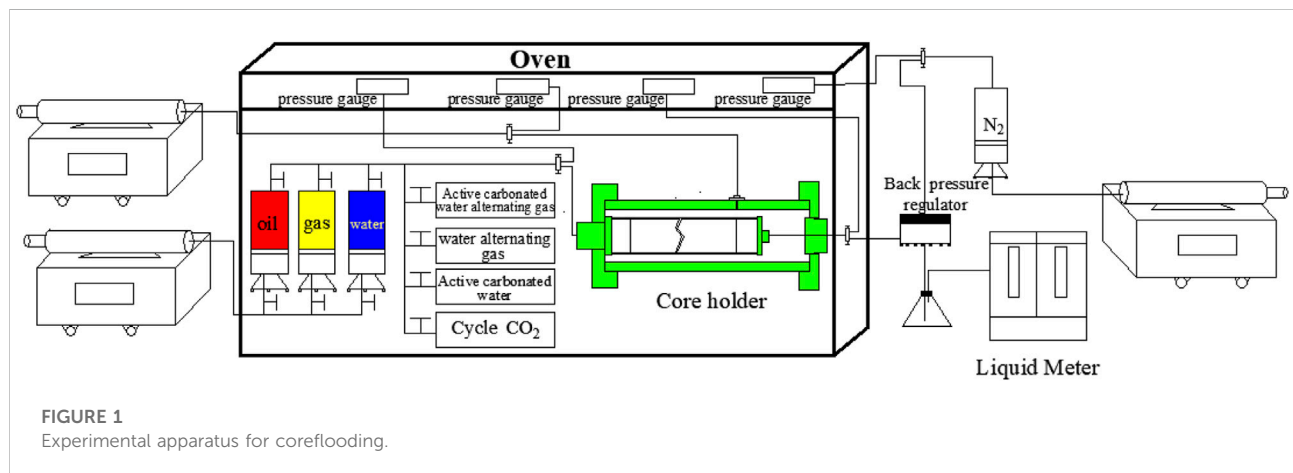 Oven
pressure gauge
pressure gauge
pressure gauge
pressure gauge
N2
Back pressure
regulator
oil
gas
water
Active carbonated
water alternating gas
water alternating
gas
Active carbonated
water
Cycle CO2
Core holder
Liquid Meter
FIGURE 1
Experimental apparatus for coreflooding.